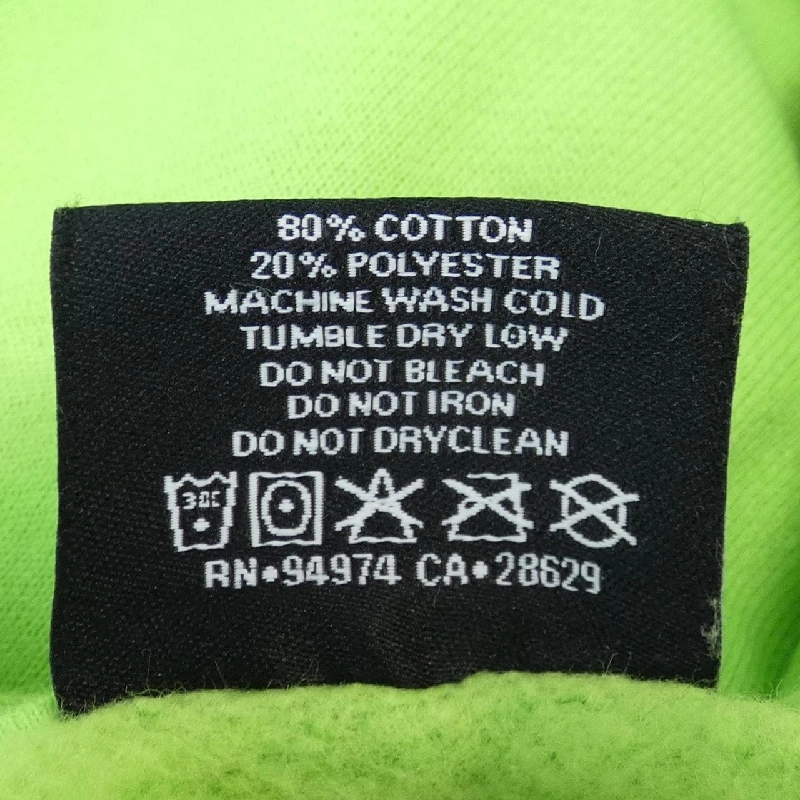 80% COTTON
20% POLYESTER
MACHINE WASH COLD
TUMBLE DRY LOW
DO NOT BLEACH
DO NOT IRON
DO NOT DRYCLEAN
30C
RN•94974 CA•28629